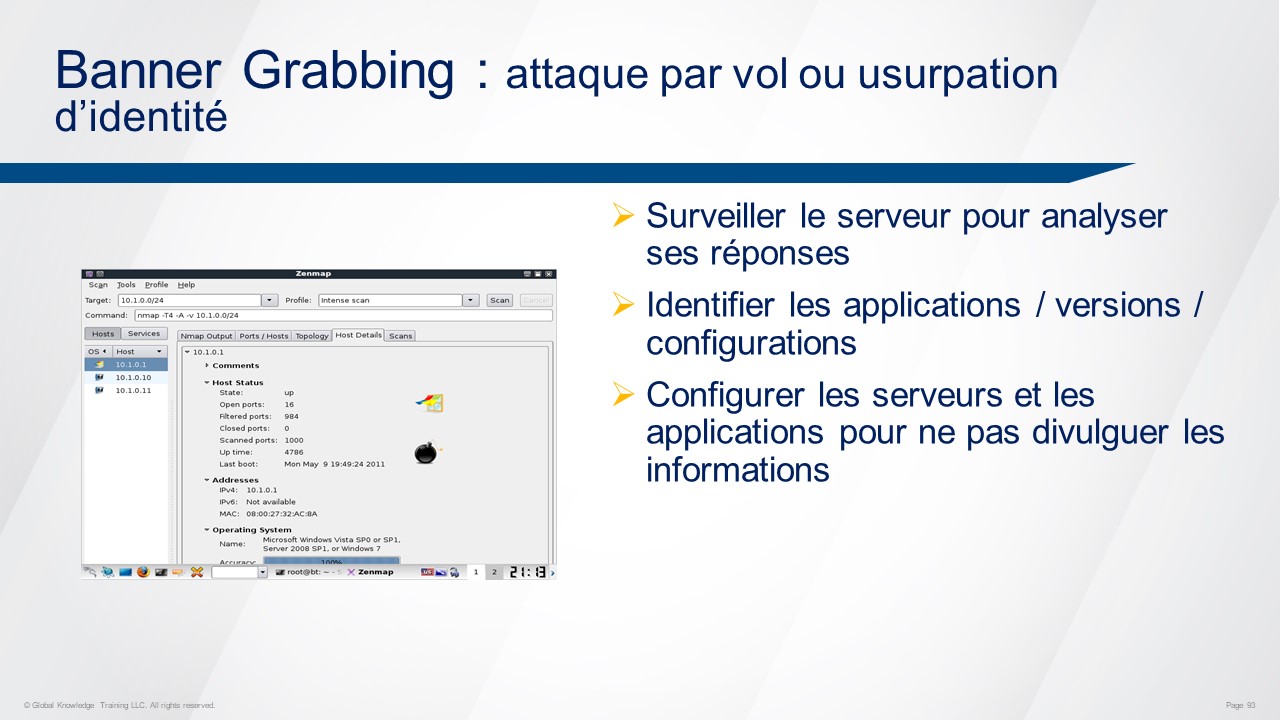 Banner Grabbing : attaque par vol ou usurpation
d’identité
Surveiller le serveur pour analyser
ses réponses
Identifier les applications / versions /
configurations
Configurer les serveurs et les
applications pour ne pas divulguer les
informations
Zenmap
Scan Tools Profile Help
Target: 10.1.0.0/24 Profile: Intense scan Scan Cancel
Command: nmap -T4 -A -v 10.1.0.0/24
Hosts Services
Nmap Output Ports / Hosts Topology Host Details Scans
OS Host
10.1.0.1
10.1.0.10
10.1.0.11
10.1.0.1
Comments
Host Status
State: up
Open ports: 16
Filtered ports: 984
Closed ports: 0
Scanned ports: 1000
Up time: 4786
Last boot: Mon May 9 19:49:24 2011
Addresses
IPv4: 10.1.0.1
IPv6: Not available
MAC: 08:00:27:32:AC:8A
Operating System
Name: Microsoft Windows Vista SP0 or SP1,
Server 2008 SP1, or Windows 7
Accuracy: 100%
root@bt: ~ - S Zenmap US 1 2 21:13
© Global Knowledge Training LLC. All rights reserved.
Page 93